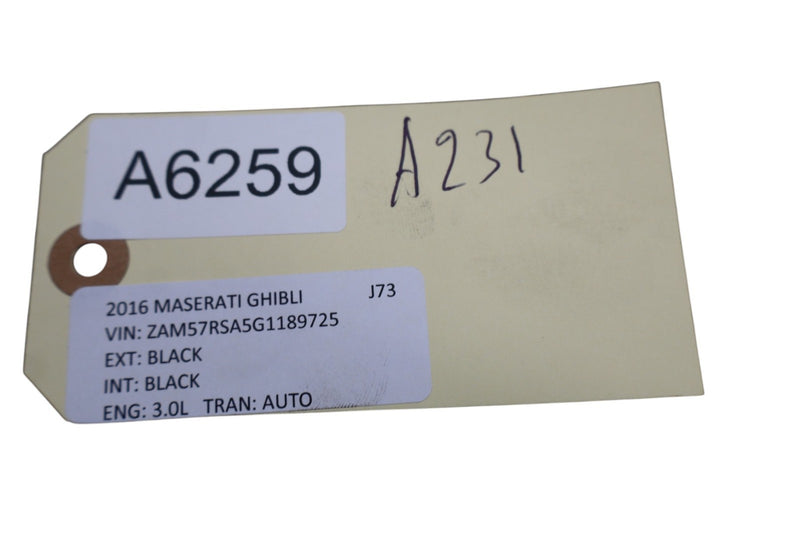 A6259
A231
2016 MASERATI GHIBLI J73
VIN: ZAM57RSA5G1189725
EXT: BLACK
INT: BLACK
ENG: 3.0L TRAN: AUTO